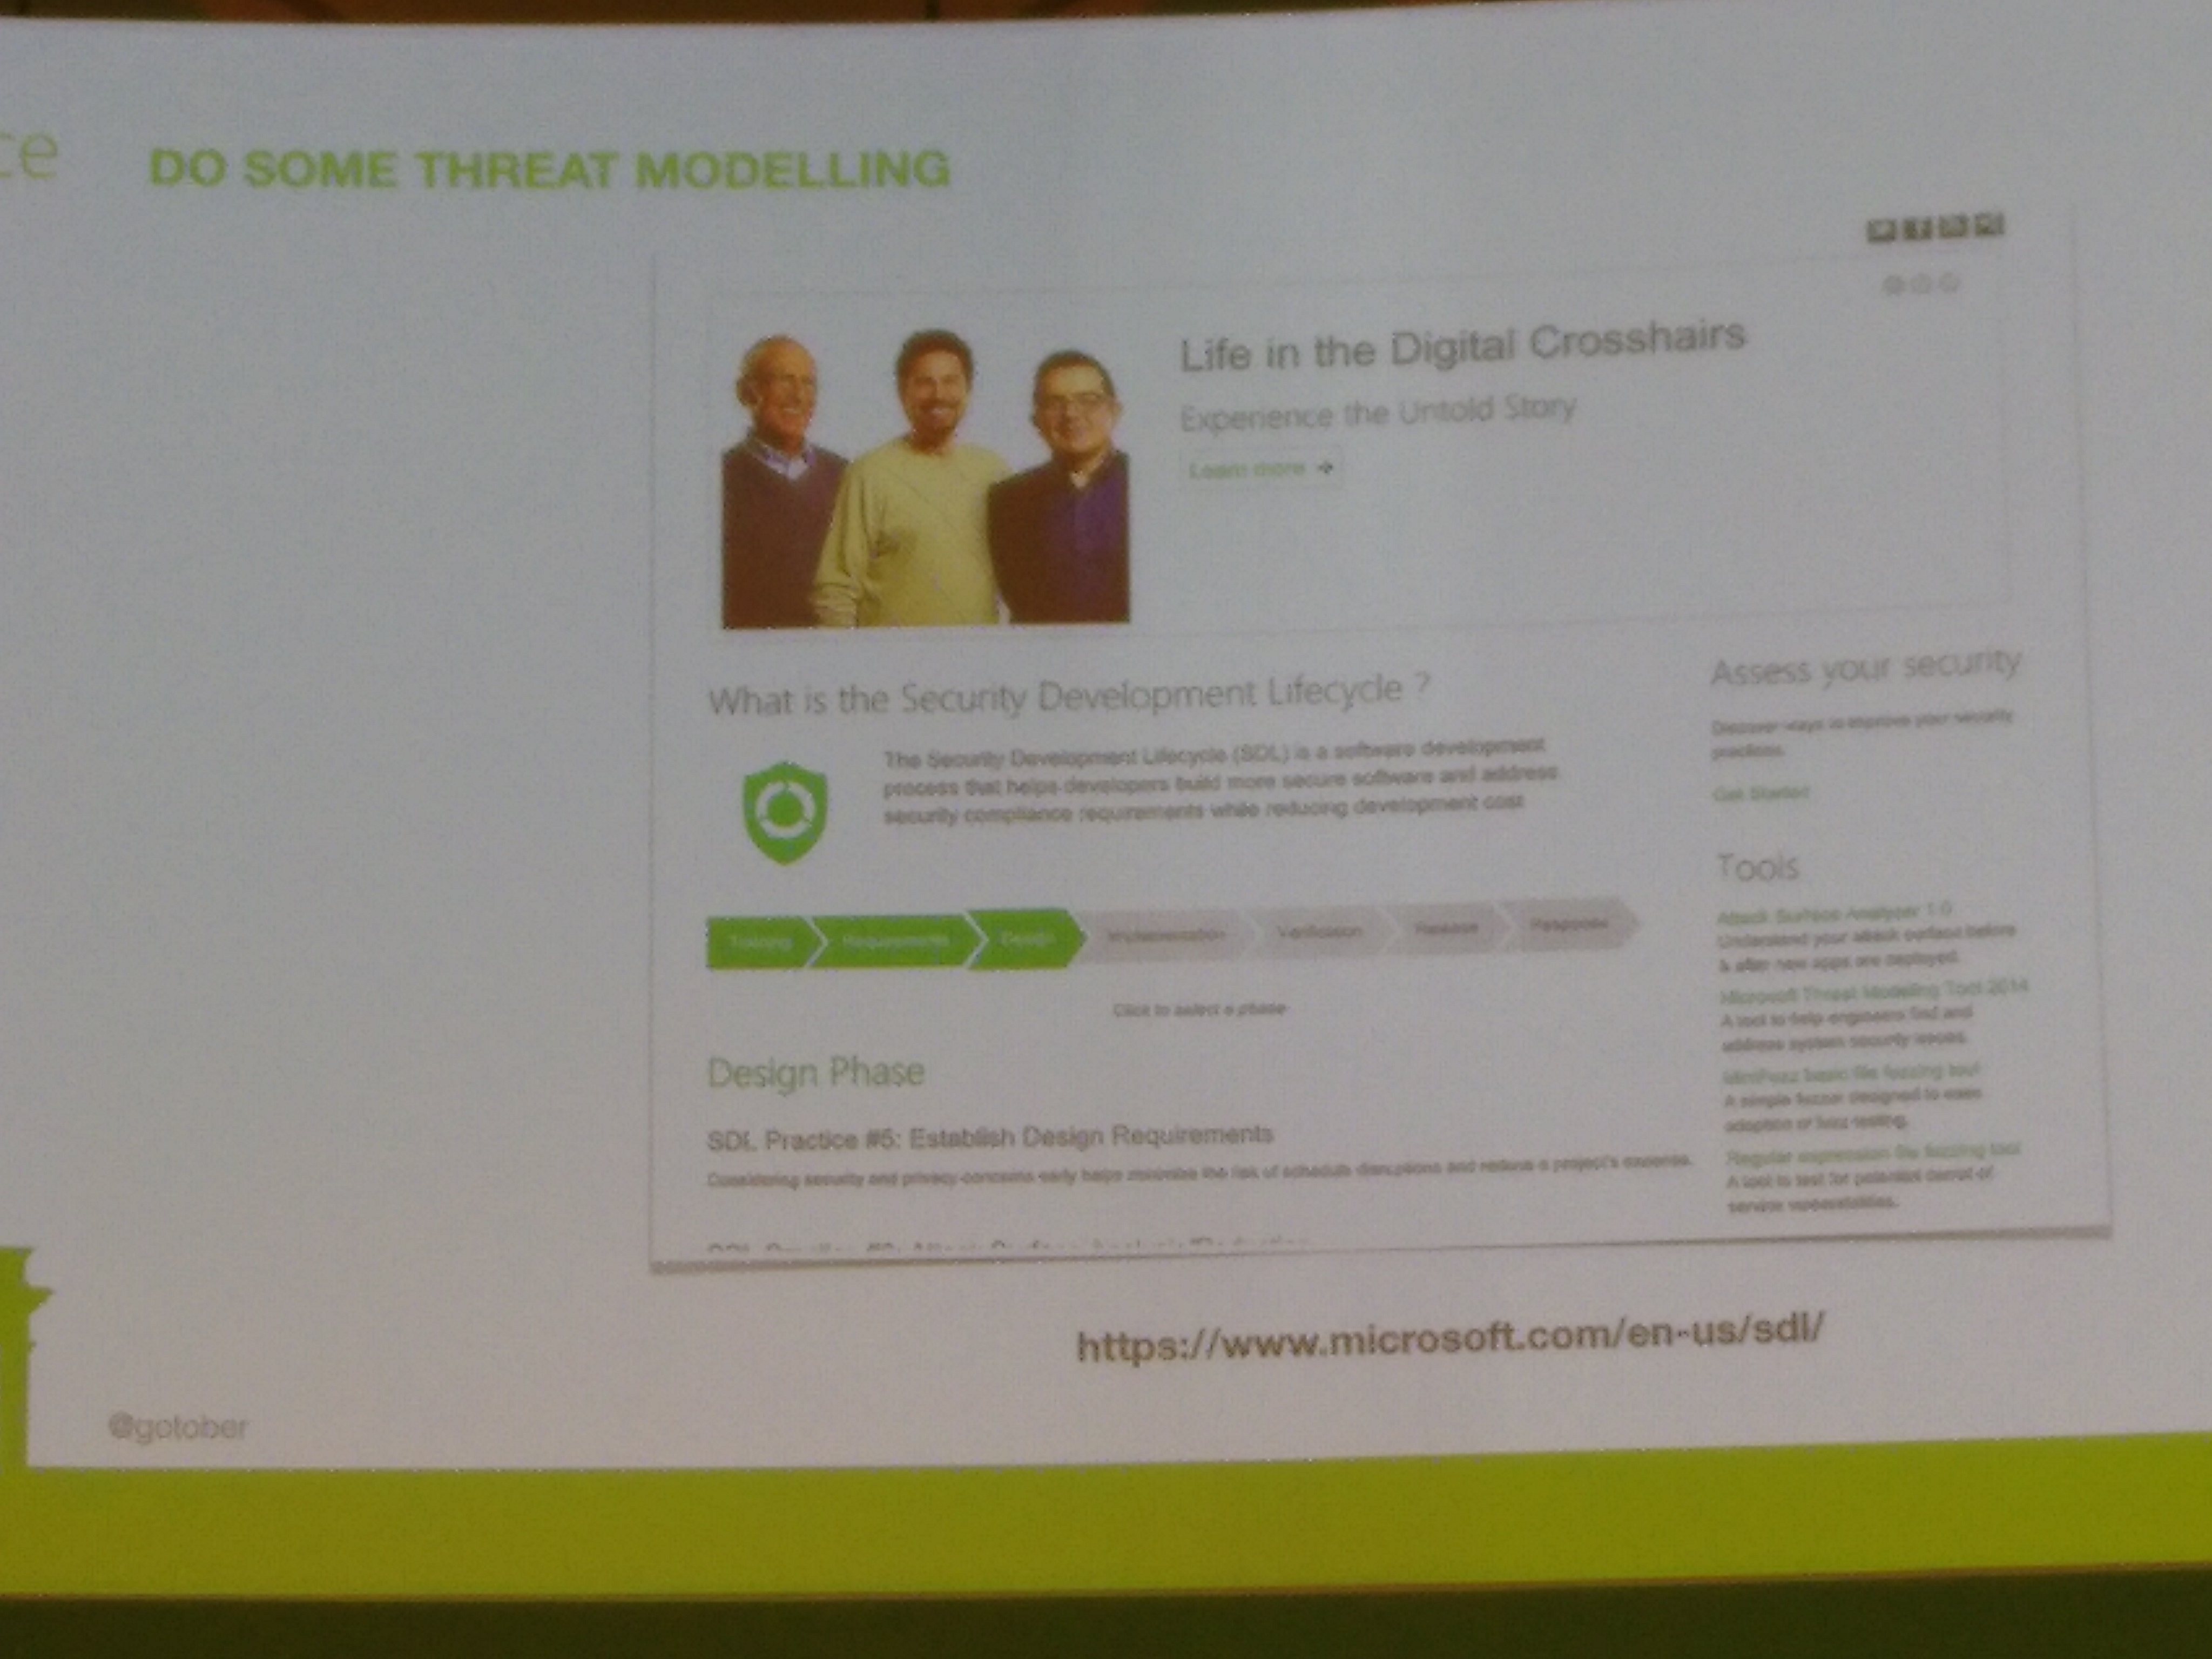 ce
DO SOME THREAT MODELLING
Life in the Digital Crosshairs
Experience the Untold Story
Learn more
What is the Security Development Lifecycle ?
The Security Development Lifecycle (SDL) is a software development
process that helps developers build more secure software and address
security compliance requirements while reducing development cost
Training
Requirements
Design
Implementation
Verification
Release
Response
Click to select a phase
Design Phase
SDL Practice #5: Establish Design Requirements
Considering security and privacy concerns early helps minimize the risk of schedule disruptions and reduce a project's expense.
Assess your security
Discover ways to improve your security
practices.
Get Started
Tools
Attack Surface Analyzer 1.0
Understand your attack surface before
& after new apps are deployed.
Microsoft Threat Modeling Tool 2014
A tool to help engineers find and
address system security issues.
MiniFuzz basic file fuzzing tool
A simple fuzzer designed to ease
adoption of fuzz testing.
Regular expression file fuzzing tool
A tool to test for potential denial of
service vulnerabilities.
https://www.microsoft.com/en-us/sdl/
@gotober